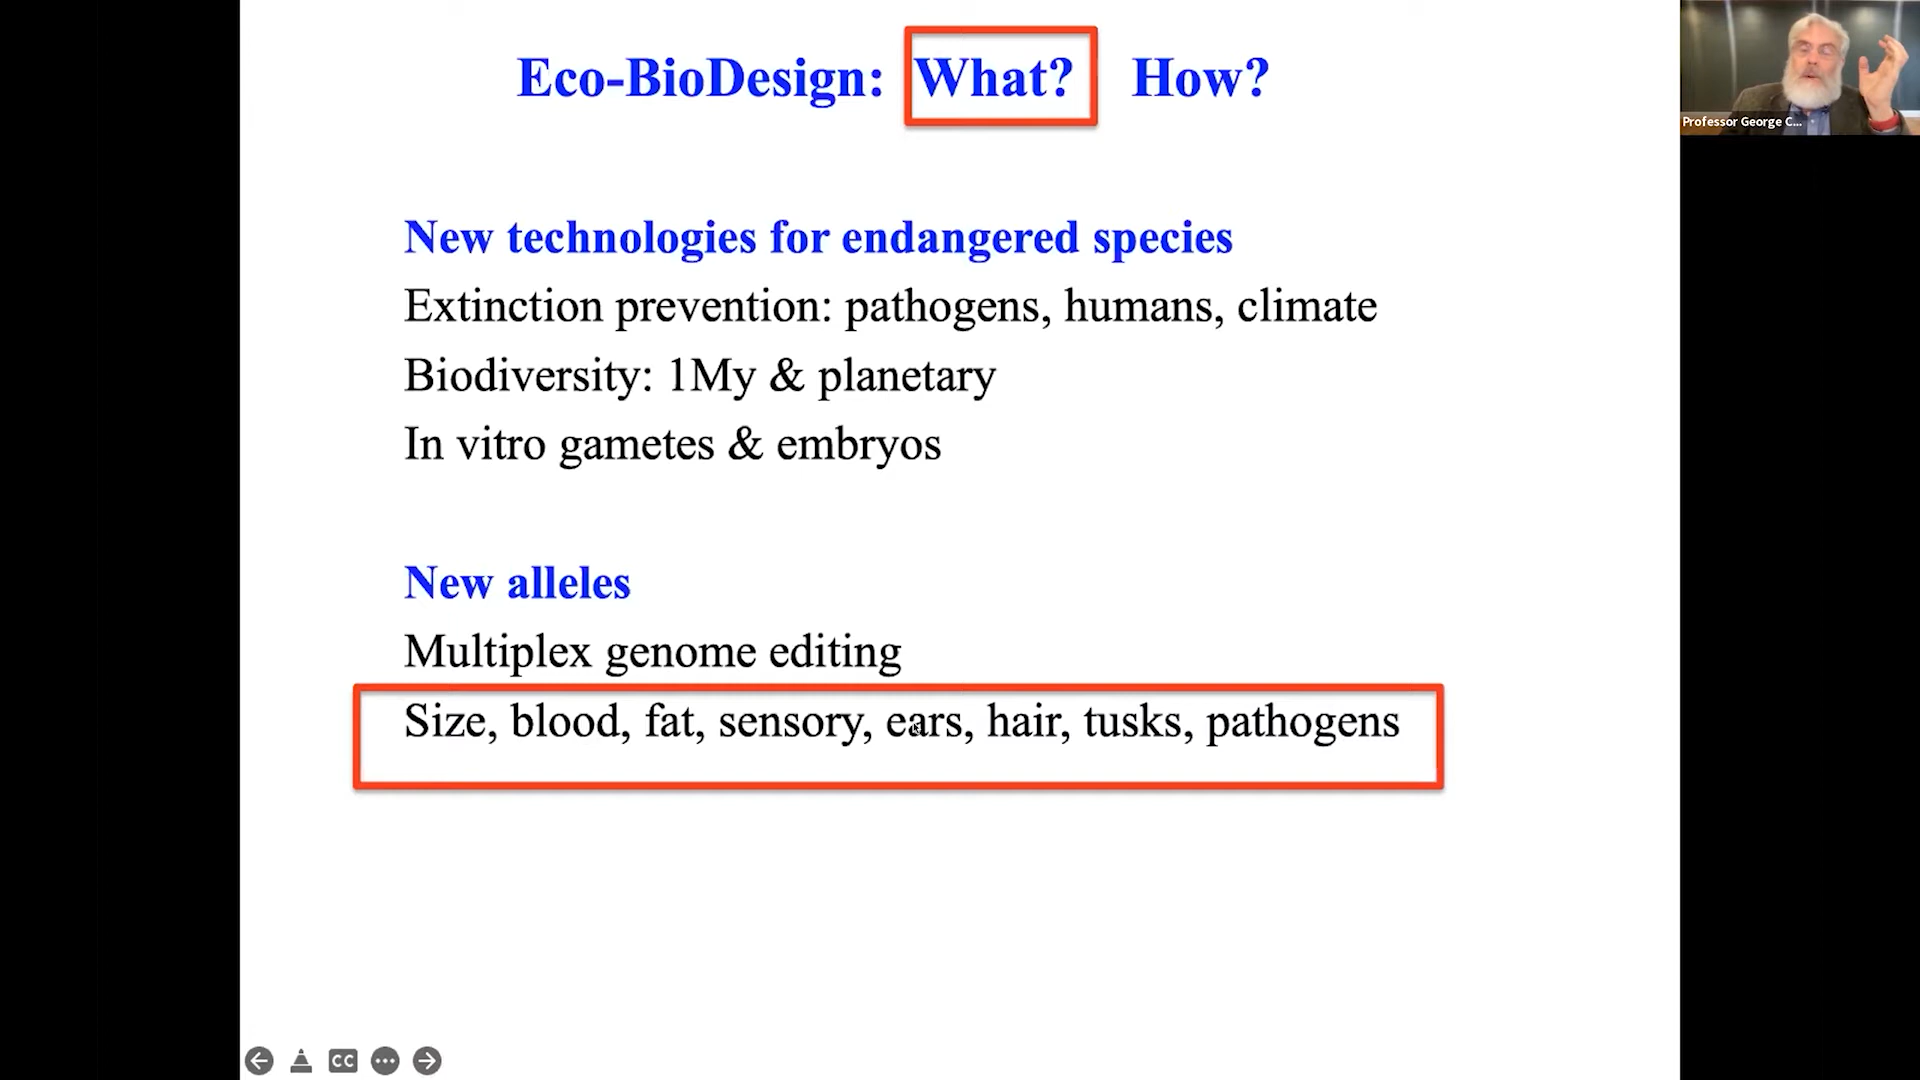 Eco-BioDesign: What? How?
Professor George C...
New technologies for endangered species
Extinction prevention: pathogens, humans, climate
Biodiversity: 1My & planetary
In vitro gametes & embryos
New alleles
Multiplex genome editing
Size, blood, fat, sensory, ears, hair, tusks, pathogens
CC